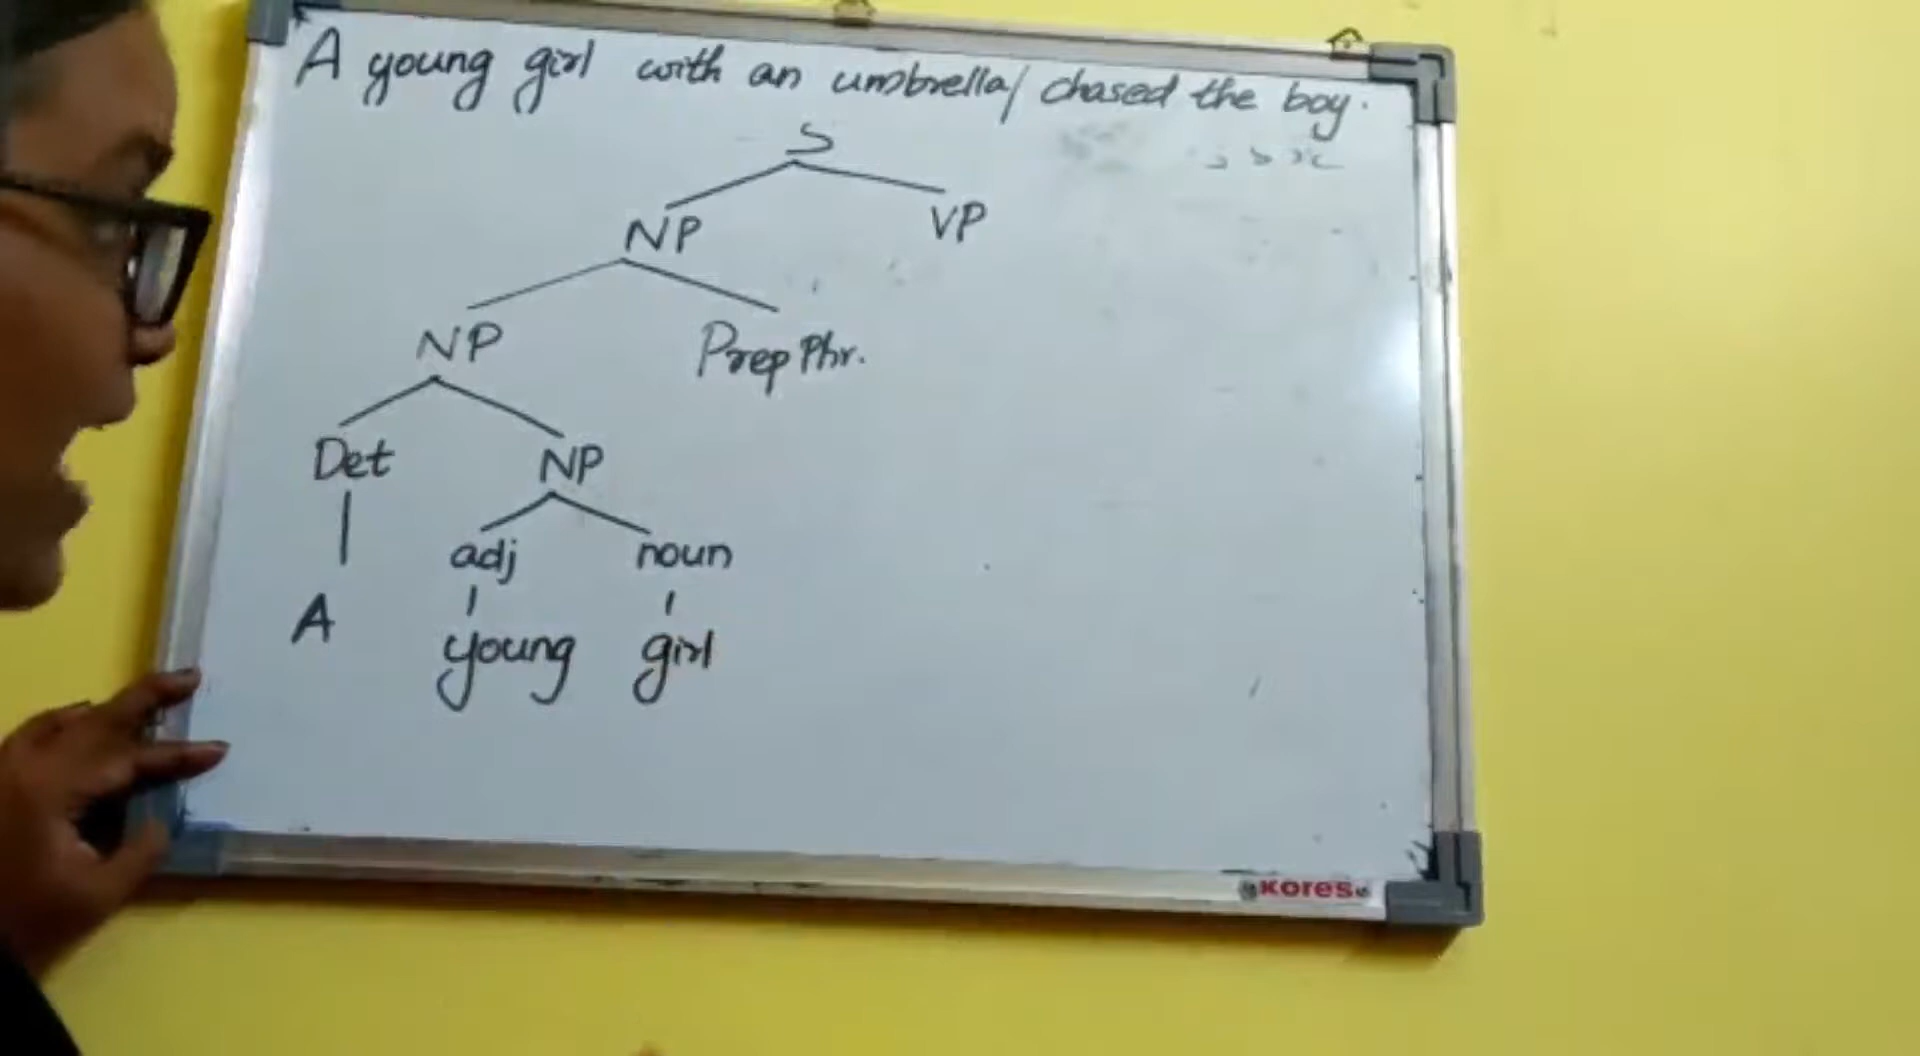 A young girl with an umbrella/ chased the boy.
S
NP VP
NP Prep Phr.
Det NP
adj noun
A young girl
KORES